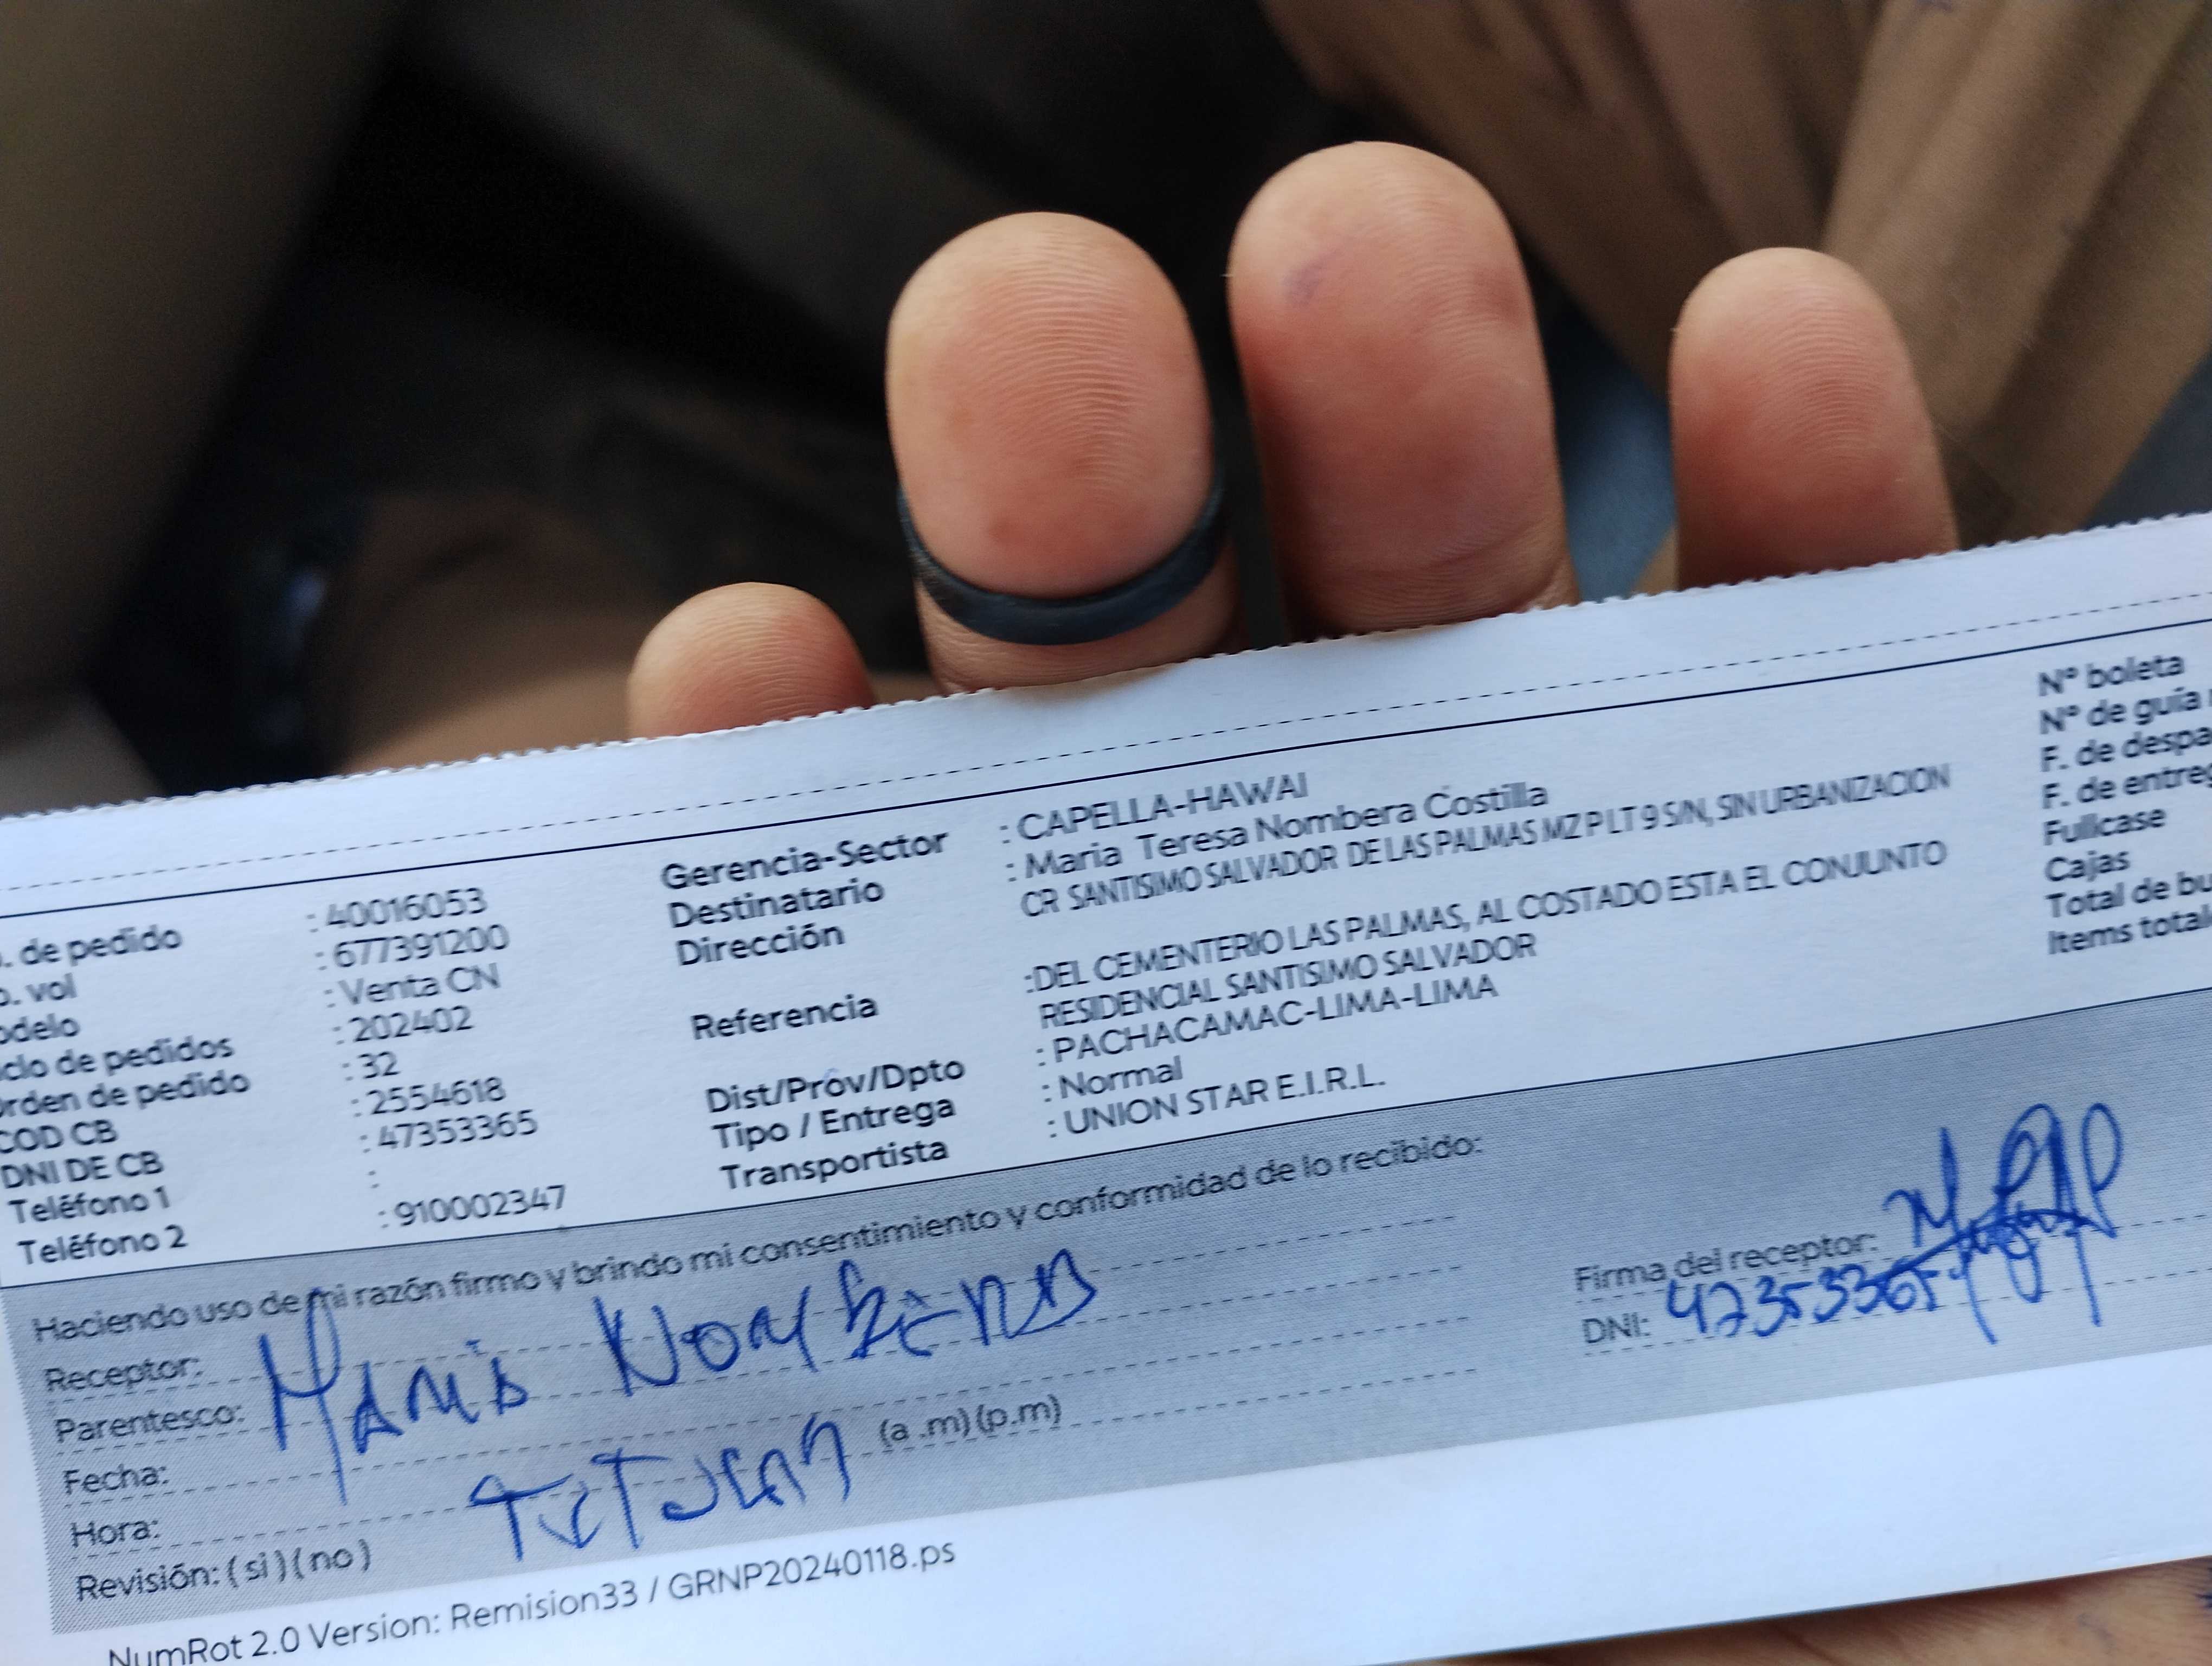 . de pedido : 40016053
o. vol : 677391200
odelo : Venta CN
clo de pedidos : 202402
rden de pedido : 32
COD CB : 2554618
DNI DE CB : 47353365
Teléfono 1 :
Teléfono 2 : 910002347
Gerencia-Sector : CAPELLA-HAWAI
Destinatario : Maria Teresa Nombera Costilla
Dirección CR SANTISIMO SALVADOR DE LAS PALMAS MZ P LT 9 S/N, SIN URBANIZACION
Referencia :DEL CEMENTERIO LAS PALMAS, AL COSTADO ESTA EL CONJUNTO
RESIDENCIAL SANTISIMO SALVADOR
Dist/Prov/Dpto : PACHACAMAC-LIMA-LIMA
Tipo / Entrega : Normal
Transportista : UNION STAR E.I.R.L.
Nº boleta
Nº de guía
F. de despa
F. de entreg
Fullcase
Cajas
Total de bu
Items total
Haciendo uso de mi razón firmo y brindo mi consentimiento y conformidad de lo recibido:
Receptor: Maria Nombera
Parentesco:
Fecha: Titular
Hora: (a .m) (p.m)
Revisión: ( si ) ( no )
Firma del receptor:
DNI: 47353365
NumRot 2.0 Version: Remision33 / GRNP20240118.ps